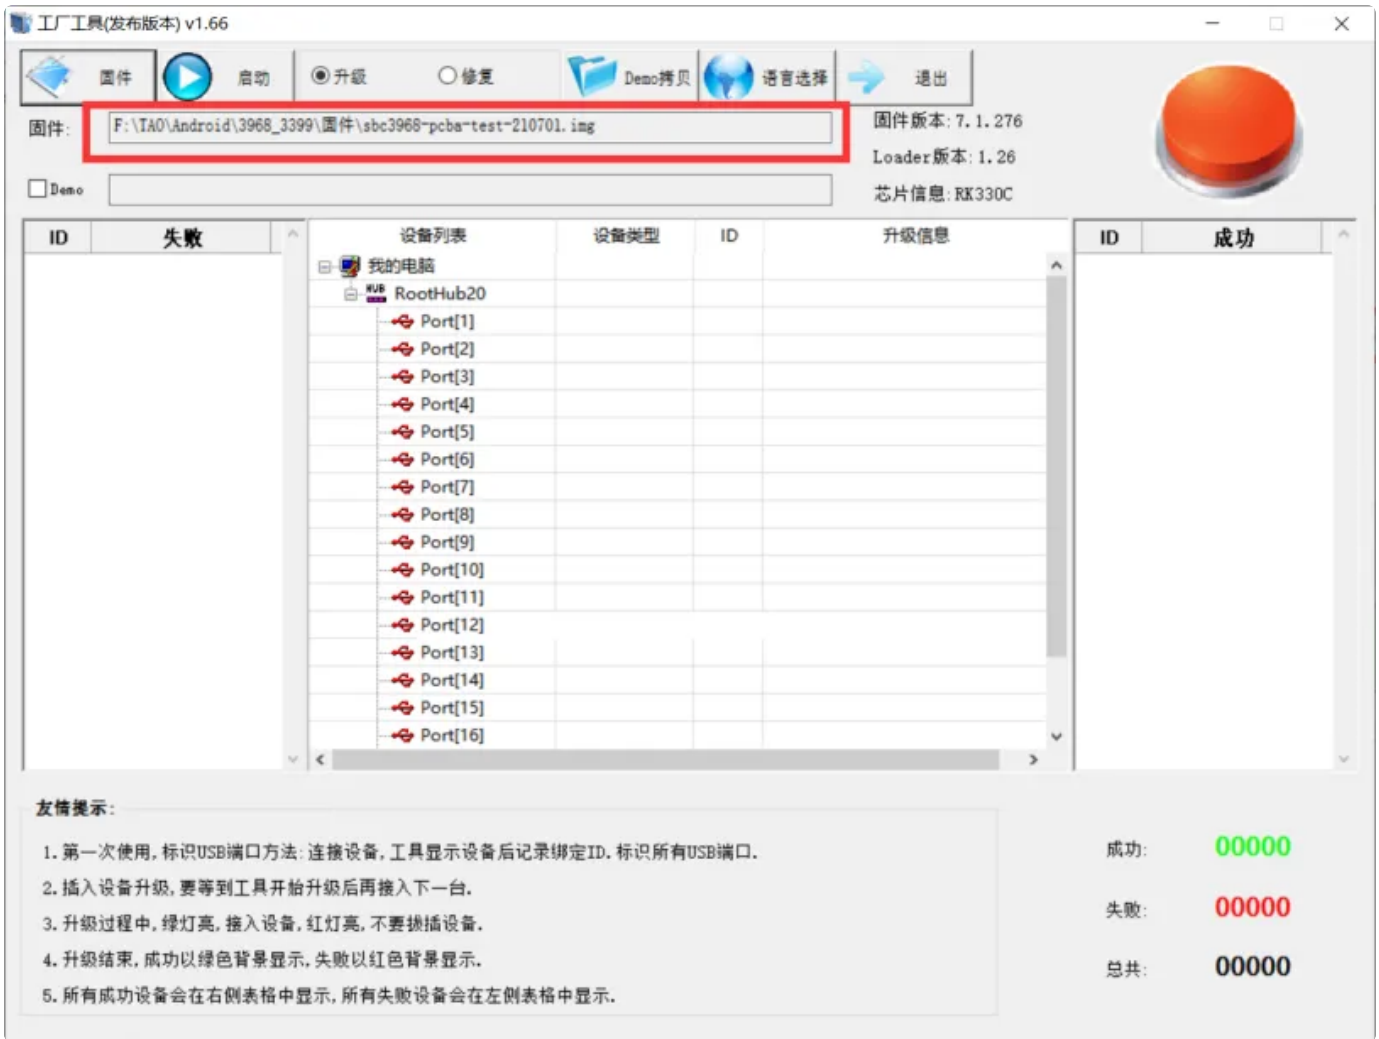 工厂工具(发布版本) v1.66
固件 启动 升级 修复 Demo拷贝 语言选择 退出
固件: F:\TAO\Android\3968_3399\固件\sbc3968-pcba-test-210701.img
固件版本:7.1.276
Loader版本:1.26
Demo
芯片信息:RK330C
ID 失败
设备列表 设备类型 ID 升级信息
ID 成功
我的电脑
HUB RootHub20
Port[1]
Port[2]
Port[3]
Port[4]
Port[5]
Port[6]
Port[7]
Port[8]
Port[9]
Port[10]
Port[11]
Port[12]
Port[13]
Port[14]
Port[15]
Port[16]
友情提示:
1.第一次使用,标识USB端口方法:连接设备,工具显示设备后记录绑定ID.标识所有USB端口.
2.插入设备升级,要等到工具开始升级后再接入下一台.
3.升级过程中,绿灯亮,接入设备,红灯亮,不要拔插设备.
4.升级结束,成功以绿色背景显示,失败以红色背景显示.
5.所有成功设备会在右侧表格中显示,所有失败设备会在左侧表格中显示.
成功: 00000
失败: 00000
总共: 00000